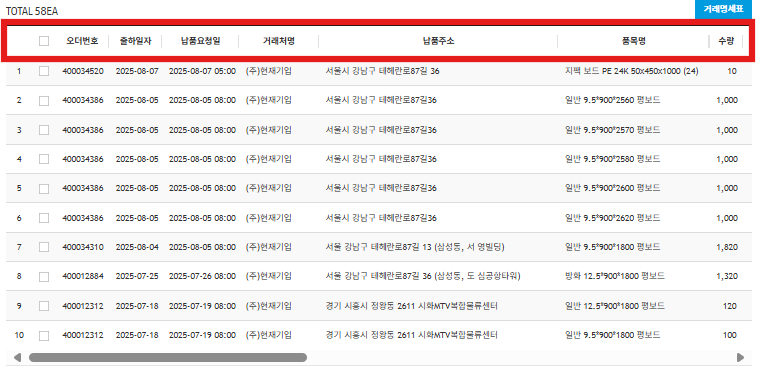 TOTAL 58EA
거래명세표
오더번호 출하일자 납품요청일 거래처명 납품주소 품목명 수량
1 400034520 2025-08-07 2025-08-07 05:00 (주)현재기업 서울시 강남구 테헤란로87길 36 지팩 보드 PE 24K 50x450x1000 (24) 10
2 400034386 2025-08-05 2025-08-05 08:00 (주)현재기업 서울시 강남구 테헤란로87길36 일반 9.5*900*2560 평보드 1,000
3 400034386 2025-08-05 2025-08-05 08:00 (주)현재기업 서울시 강남구 테헤란로87길36 일반 9.5*900*2570 평보드 1,000
4 400034386 2025-08-05 2025-08-05 08:00 (주)현재기업 서울시 강남구 테헤란로87길36 일반 9.5*900*2580 평보드 1,000
5 400034386 2025-08-05 2025-08-05 08:00 (주)현재기업 서울시 강남구 테헤란로87길36 일반 9.5*900*2600 평보드 1,000
6 400034386 2025-08-05 2025-08-05 08:00 (주)현재기업 서울시 강남구 테헤란로87길36 일반 9.5*900*2620 평보드 1,000
7 400034310 2025-08-04 2025-08-05 08:00 (주)현재기업 서울 강남구 테헤란로87길 13 (삼성동, 서 영빌딩) 일반 9.5*900*1800 평보드 1,820
8 400012884 2025-07-25 2025-07-26 08:00 (주)현재기업 서울 강남구 테헤란로87길 36 (삼성동, 도 심공항타워) 방화 12.5*900*1800 평보드 1,320
9 400012312 2025-07-18 2025-07-19 08:00 (주)현재기업 경기 시흥시 정왕동 2611 시화MTV복합물류센터 일반 12.5*900*1800 평보드 120
10 400012312 2025-07-18 2025-07-19 08:00 (주)현재기업 경기 시흥시 정왕동 2611 시화MTV복합물류센터 일반 9.5*900*1800 평보드 100